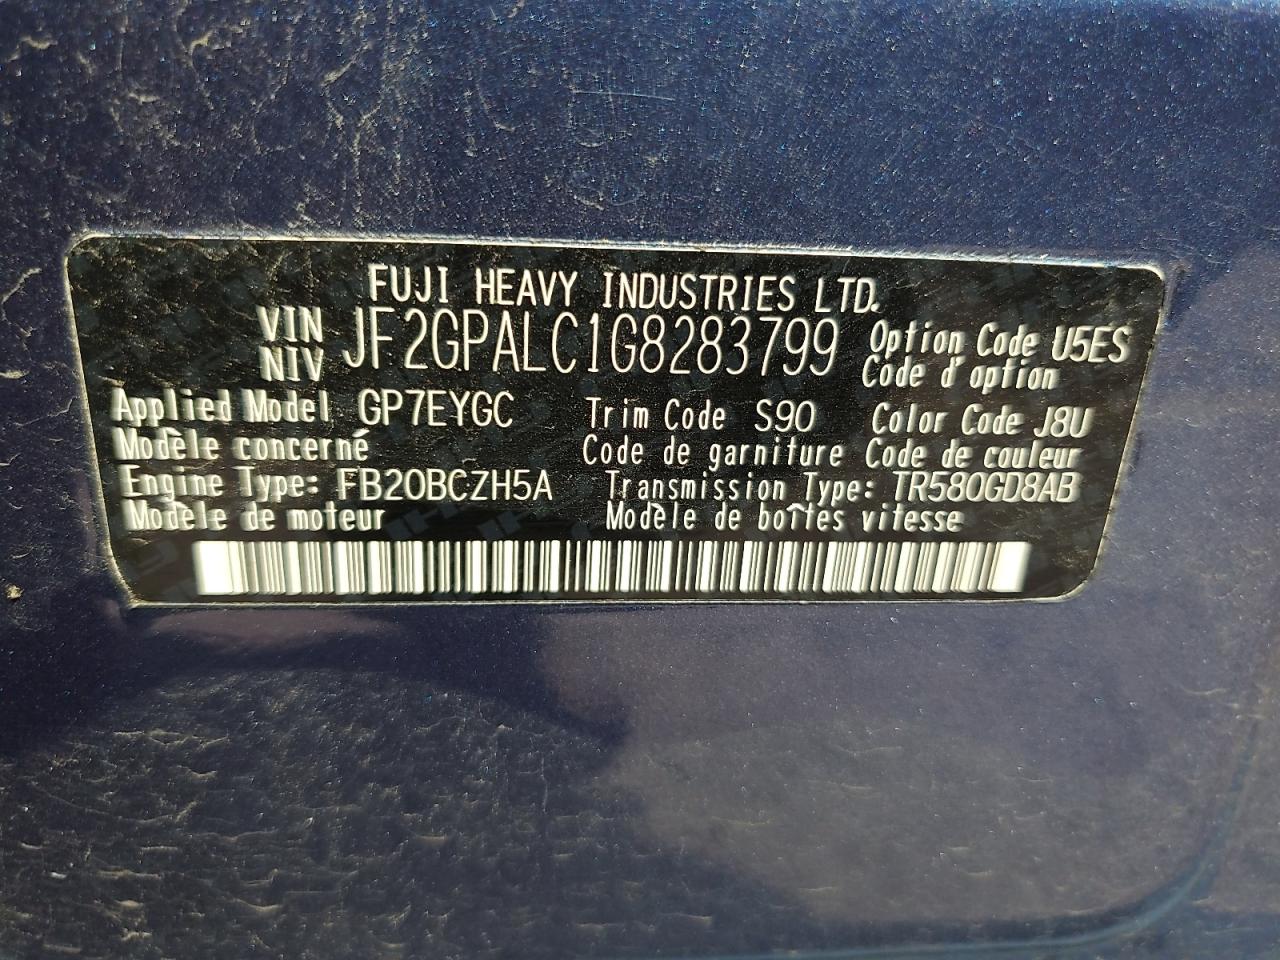 FUJI HEAVY INDUSTRIES LTD.
VIN JF2GPALC1G8283799 Option Code U5ES
NIV Code d'option
Applied Model GP7EYGC Trim Code S90 Color Code J8U
Modèle concerné Code de garniture Code de couleur
Engine Type: FB20BCZH5A Transmission Type: TR580GD8AB
Modèle de moteur Modèle de boîtes vitesse